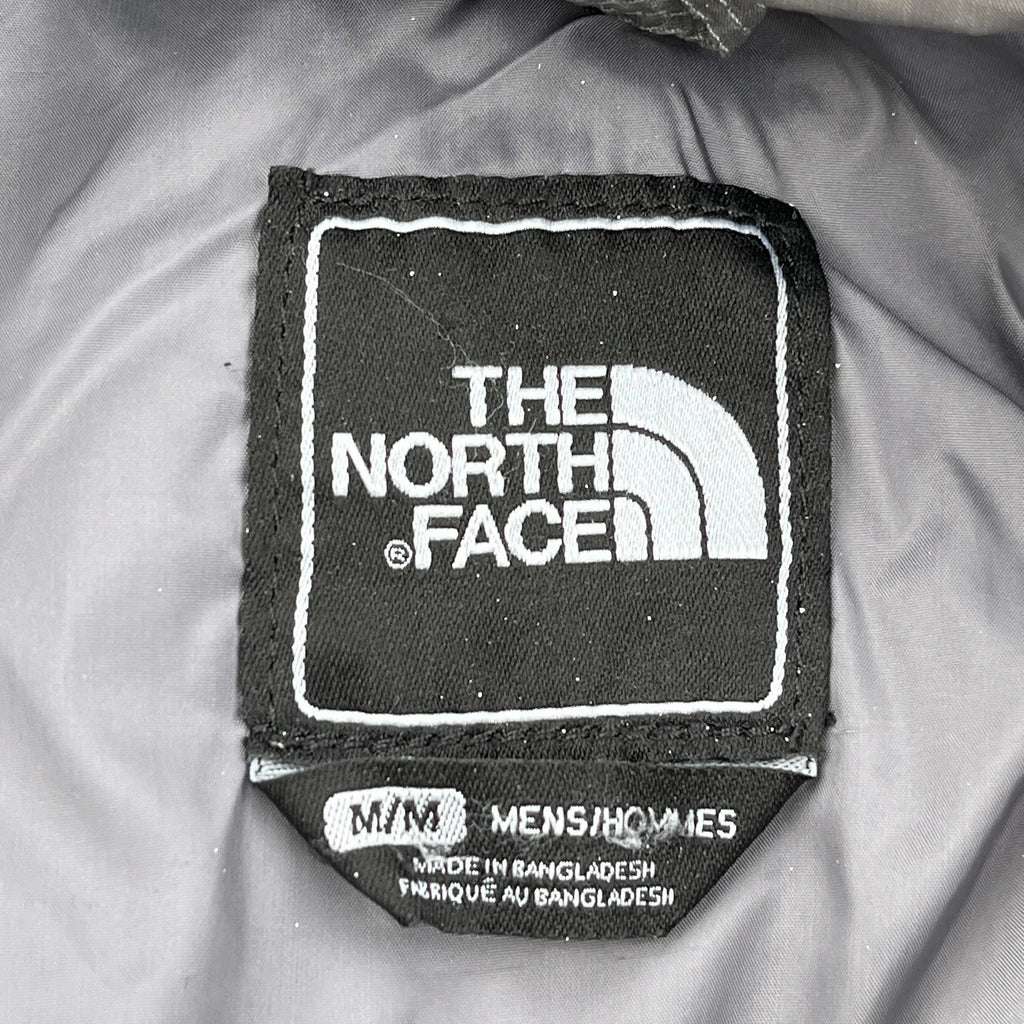 THE
NORTH
®FACE
M/M MENS/HOMMES
MADE IN BANGLADESH
FABRIQUÉ AU BANGLADESH